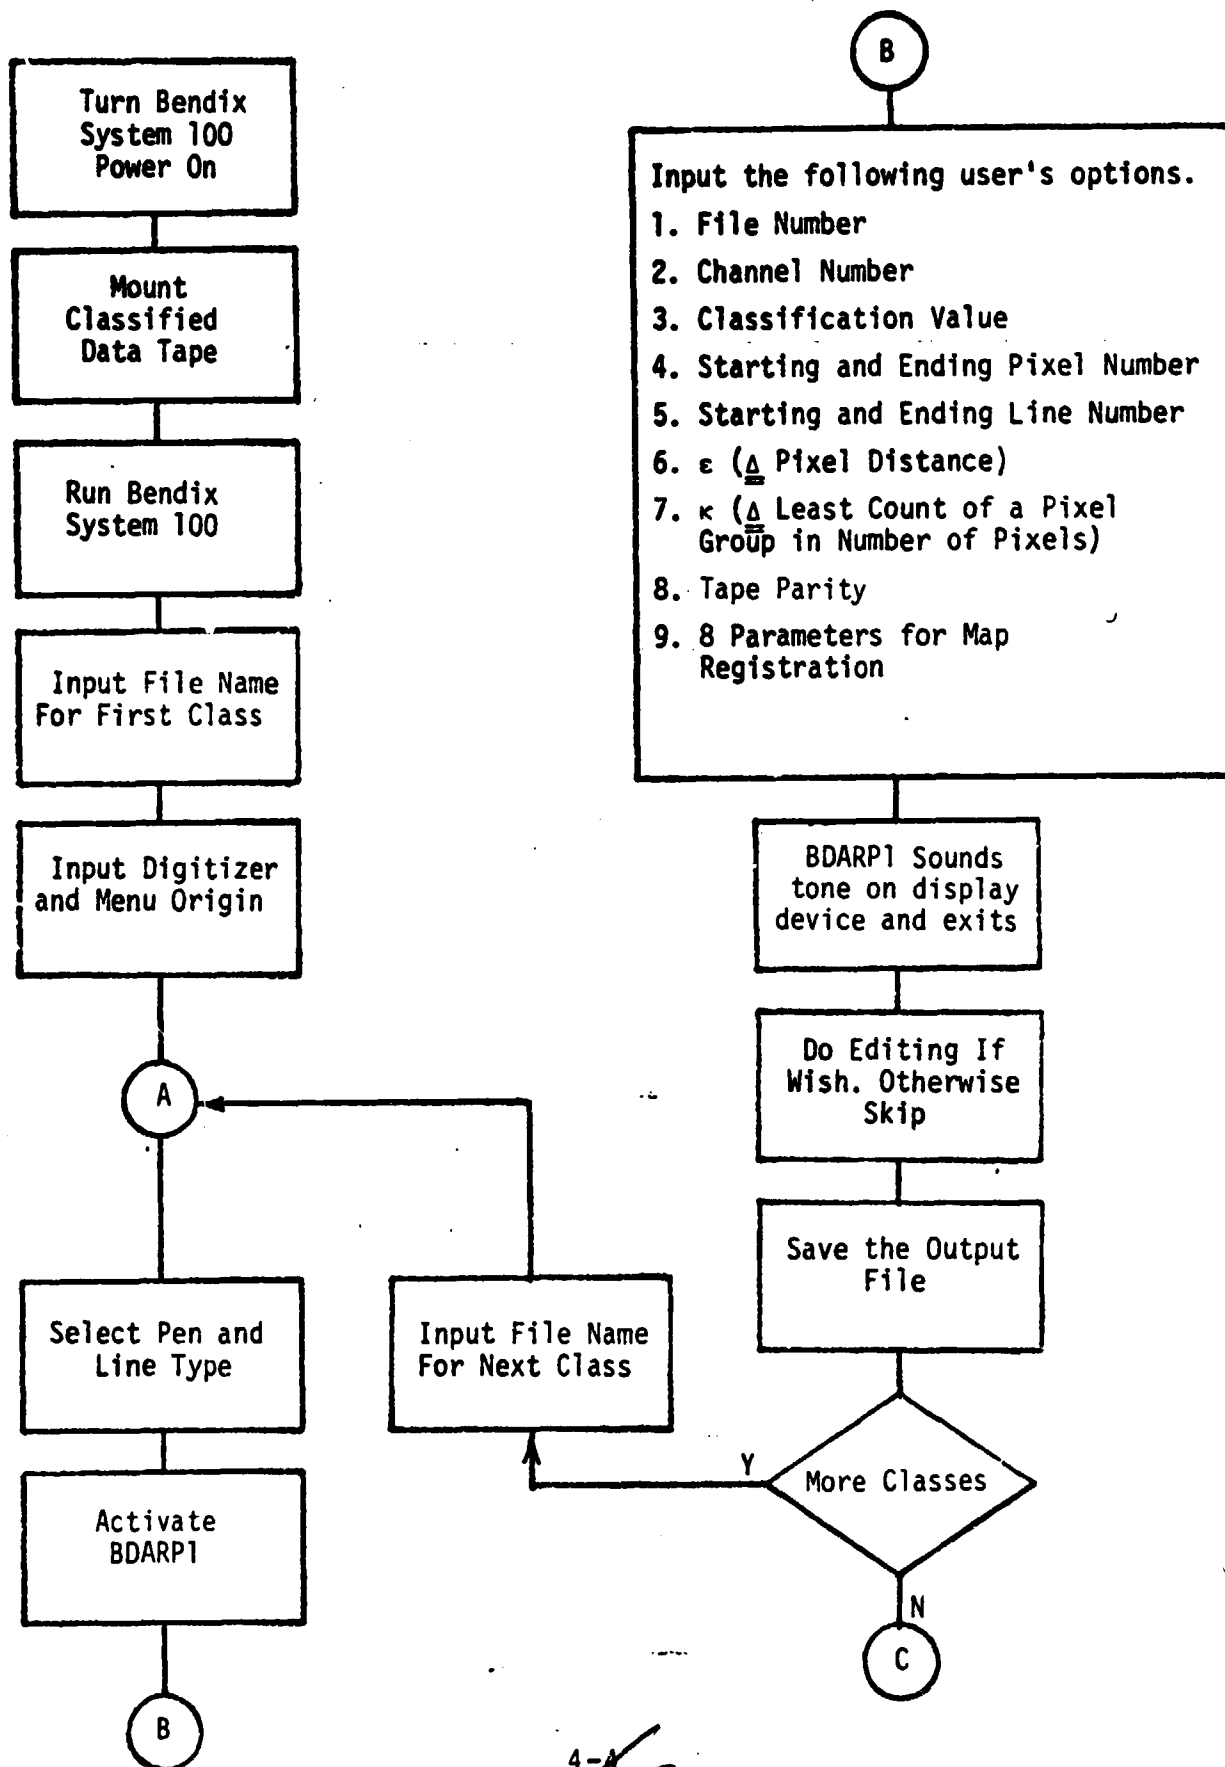 Turn Bendix
System 100
Power On
Mount
Classified
Data Tape
Run Bendix
System 100
Input File Name
For First Class
Input Digitizer
and Menu Origin
A
Select Pen and
Line Type
Activate
BDARP1
B
Input File Name
For Next Class
B
Input the following user's options.
1. File Number
2. Channel Number
3. Classification Value
4. Starting and Ending Pixel Number
5. Starting and Ending Line Number
6. ε (Δ Pixel Distance)
7. κ (Δ Least Count of a Pixel
Group in Number of Pixels)
8. Tape Parity
9. 8 Parameters for Map
Registration
BDARP1 Sounds
tone on display
device and exits
Do Editing If
Wish. Otherwise
Skip
Save the Output
File
More Classes
Y
N
C